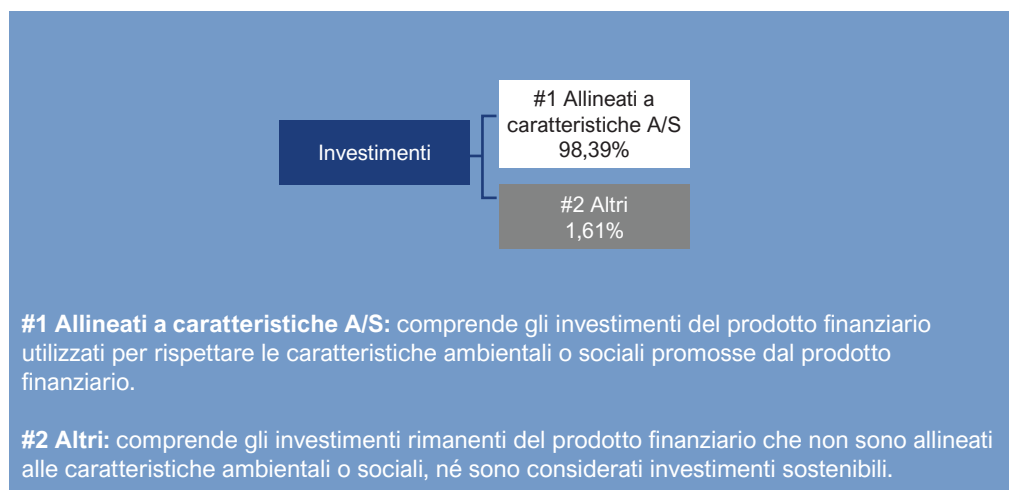 Investimenti
#1 Allineati a
caratteristiche A/S
98,39%
#2 Altri
1,61%
#1 Allineati a caratteristiche A/S: comprende gli investimenti del prodotto finanziario
utilizzati per rispettare le caratteristiche ambientali o sociali promosse dal prodotto
finanziario.
#2 Altri: comprende gli investimenti rimanenti del prodotto finanziario che non sono allineati
alle caratteristiche ambientali o sociali, né sono considerati investimenti sostenibili.